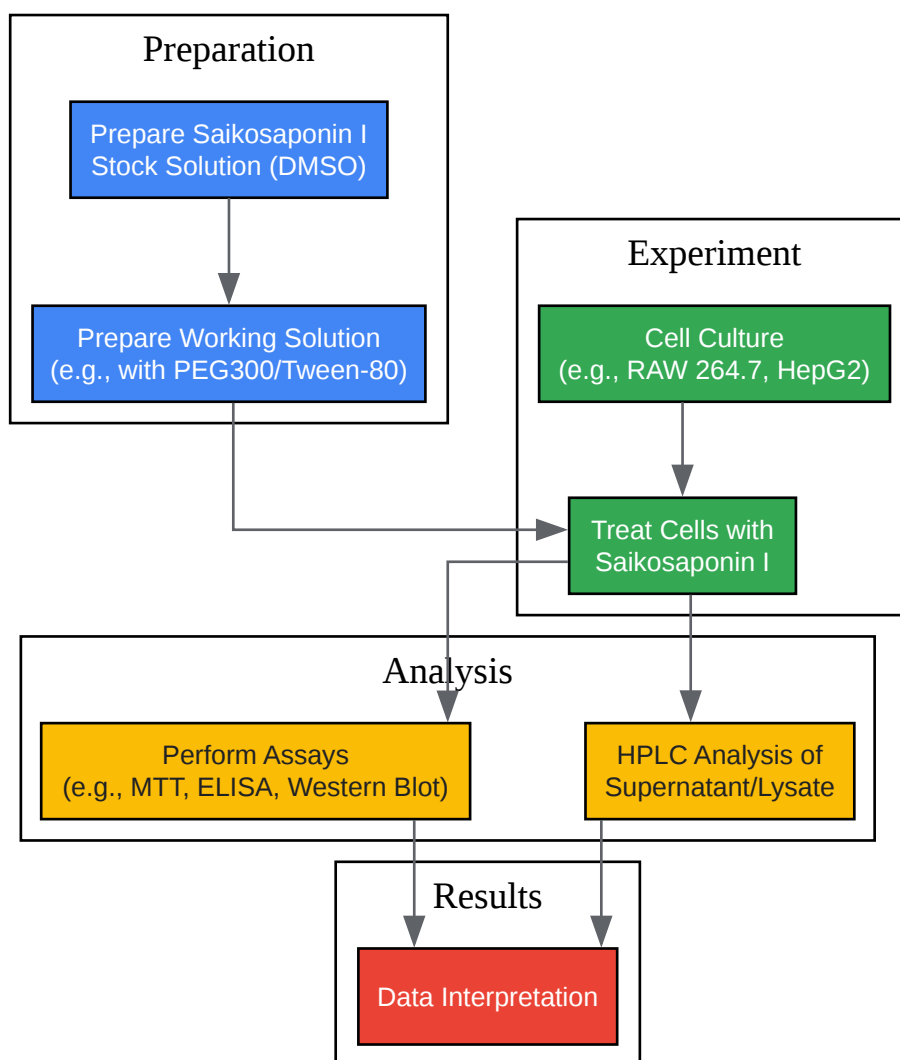 Preparation
Prepare Saikosaponin I
Stock Solution (DMSO)
Prepare Working Solution
(e.g., with PEG300/Tween-80)
Experiment
Cell Culture
(e.g., RAW 264.7, HepG2)
Treat Cells with
Saikosaponin I
Analysis
Perform Assays
(e.g., MTT, ELISA, Western Blot)
HPLC Analysis of
Supernatant/Lysate
Results
Data Interpretation